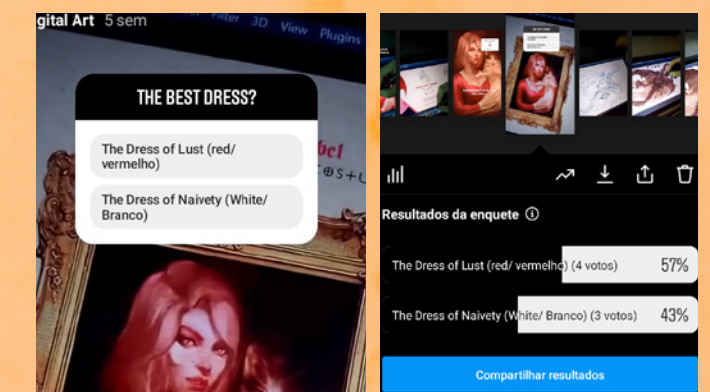 gital Art 5 sem
Filter 3D View Plugins
THE BEST DRESS?
The Dress of Lust (red/
vermelho)
The Dress of Naivety (White/
Branco)
bel
Resultados da enquete
The Dress of Lust (red/ vermelho) (4 votos) 57%
The Dress of Naivety (White/ Branco) (3 votos) 43%
Compartilhar resultados